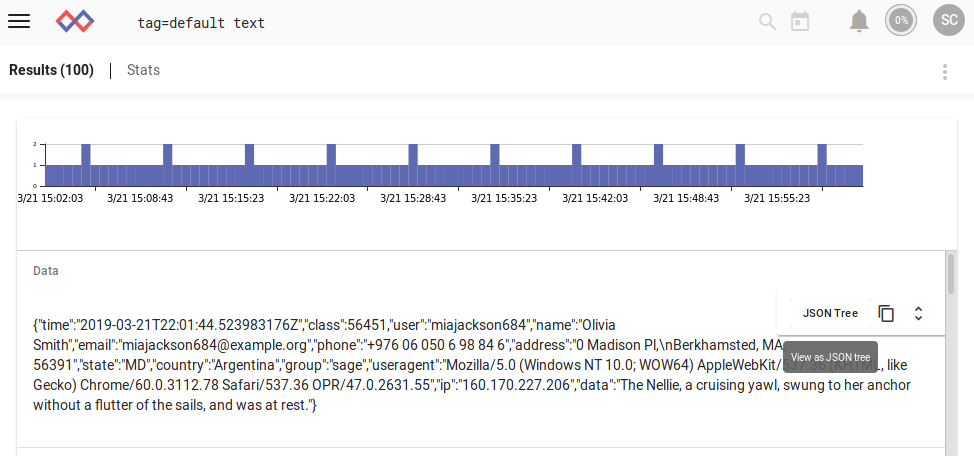 tag=default text
0%
SC
Results (100)
Stats
2
1
0
3/21 15:02:03 3/21 15:08:43 3/21 15:15:23 3/21 15:22:03 3/21 15:28:43 3/21 15:35:23 3/21 15:42:03 3/21 15:48:43 3/21 15:55:23
Data
JSON Tree
View as JSON tree
{"time":"2019-03-21T22:01:44.523983176Z","class":56451,"user":"miajackson684","name":"Olivia
Smith","email":"miajackson684@example.org","phone":"+976 06 050 6 98 84 6","address":"0 Madison Pl,\nBerkhamsted, MA,
56391","state":"MD","country":"Argentina","group":"sage","useragent":"Mozilla/5.0 (Windows NT 10.0; WOW64) AppleWebKit/537.36 (KHTML, like
Gecko) Chrome/60.0.3112.78 Safari/537.36 OPR/47.0.2631.55","ip":"160.170.227.206","data":"The Nellie, a cruising yawl, swung to her anchor
without a flutter of the sails, and was at rest."}